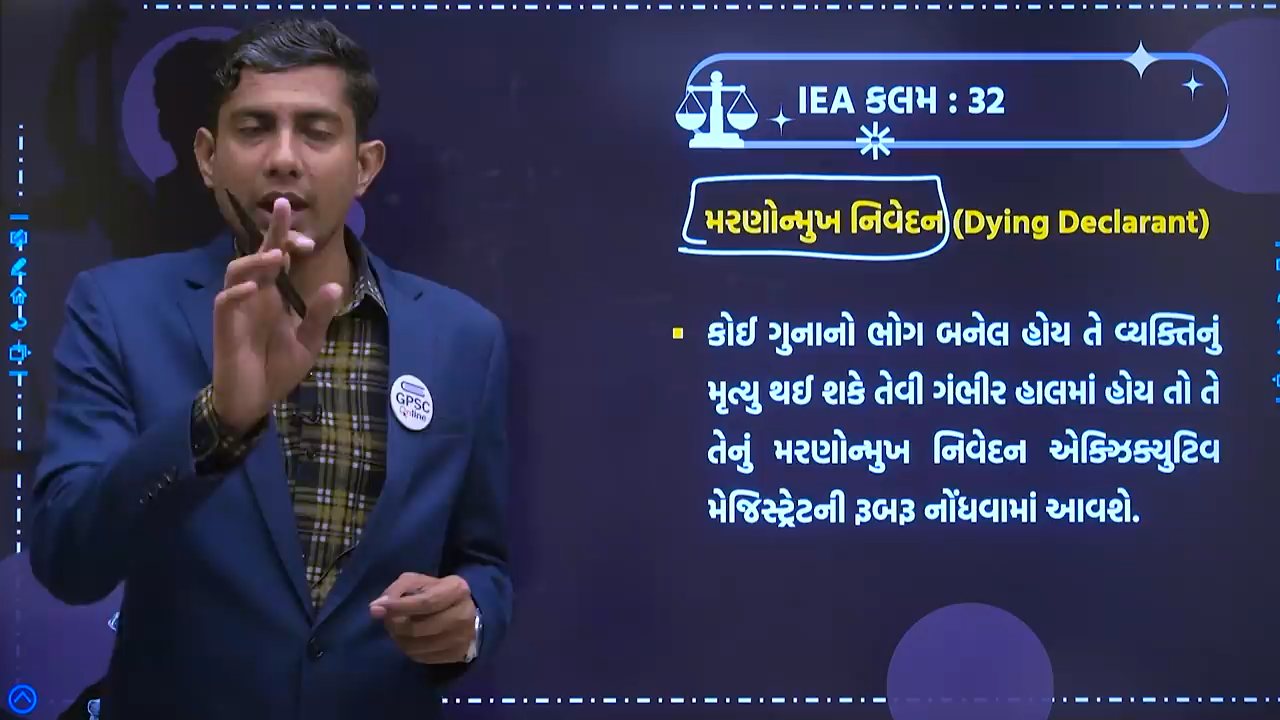 IEA કલમ : 32
મરણોન્મુખ નિવેદન (Dying Declarant)
કોઈ ગુનાનો ભોગ બનેલ હોય તે વ્યક્તિનું
મૃત્યુ થઈ શકે તેવી ગંભીર હાલમાં હોય તો તે
તેનું મરણોન્મુખ નિવેદન એક્ઝિક્યુટિવ
મેજિસ્ટ્રેટની રૂબરૂ નોંધવામાં આવશે.
GPSC
Online